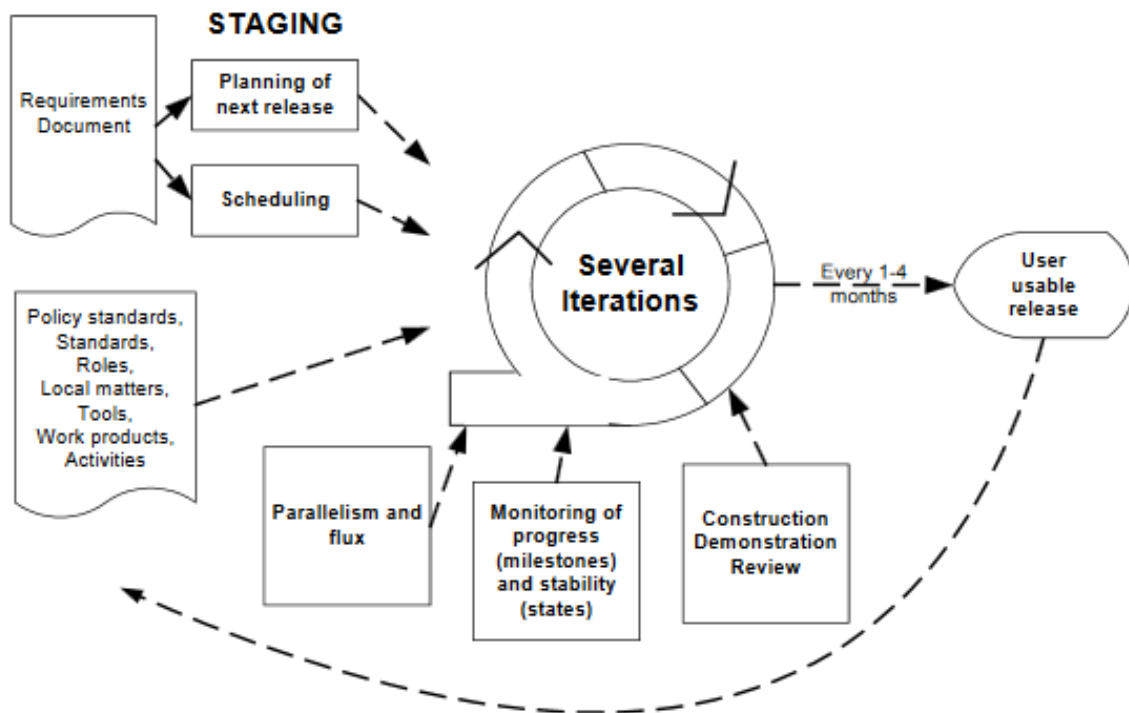 STAGING
Requirements
Document
Planning of
next release
Scheduling
Several
Iterations
Every 1-4
months
User
usable
release
Policy standards,
Standards,
Roles,
Local matters,
Tools,
Work products,
Activities
Parallelism and
flux
Monitoring of
progress
(milestones)
and stability
(states)
Construction
Demonstration
Review